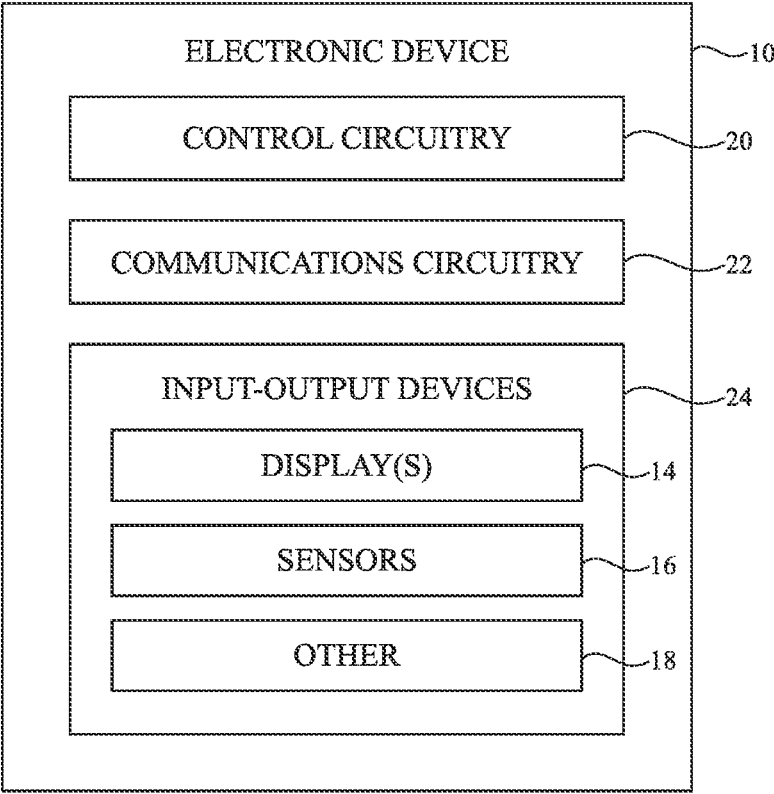 ELECTRONIC DEVICE
10
CONTROL CIRCUITRY
20
COMMUNICATIONS CIRCUITRY
22
INPUT-OUTPUT DEVICES
24
DISPLAY(S)
14
SENSORS
16
OTHER
18